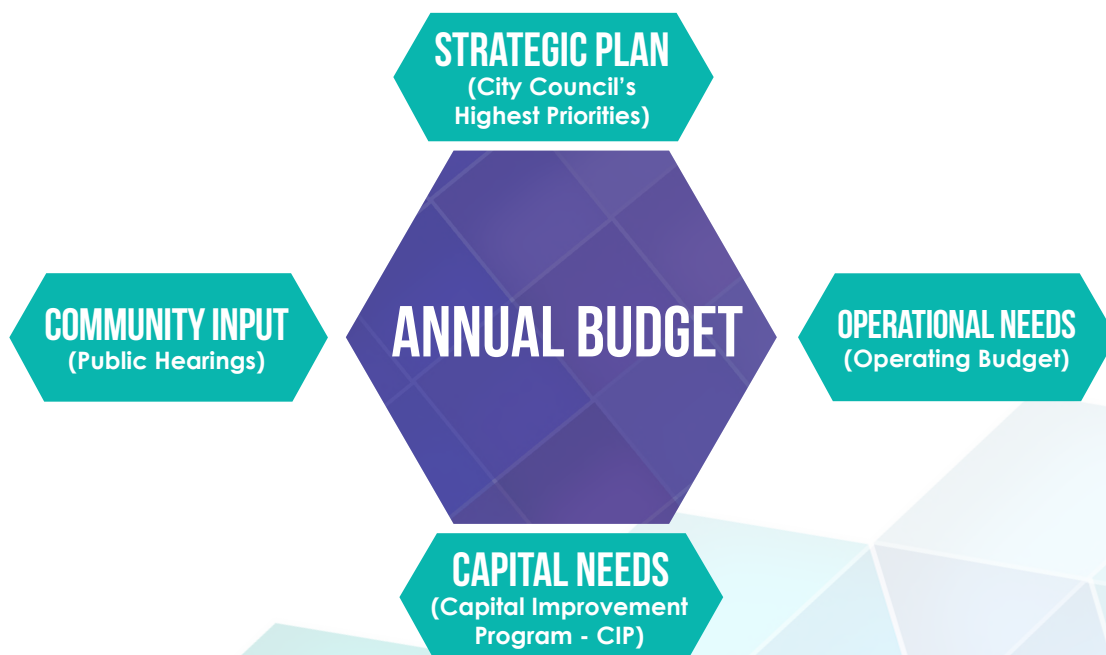 STRATEGIC PLAN
(City Council's
Highest Priorities)
COMMUNITY INPUT
(Public Hearings)
ANNUAL BUDGET
OPERATIONAL NEEDS
(Operating Budget)
CAPITAL NEEDS
(Capital Improvement
Program - CIP)